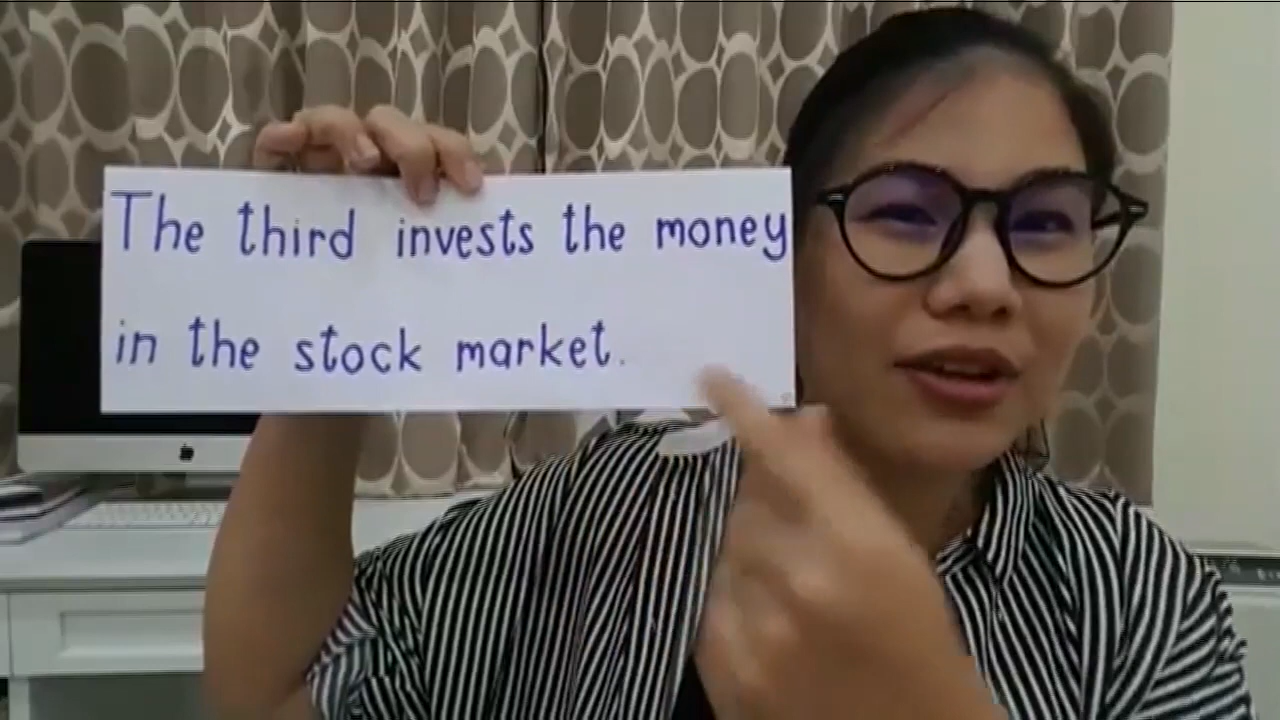 The third invests the money
in the stock market.